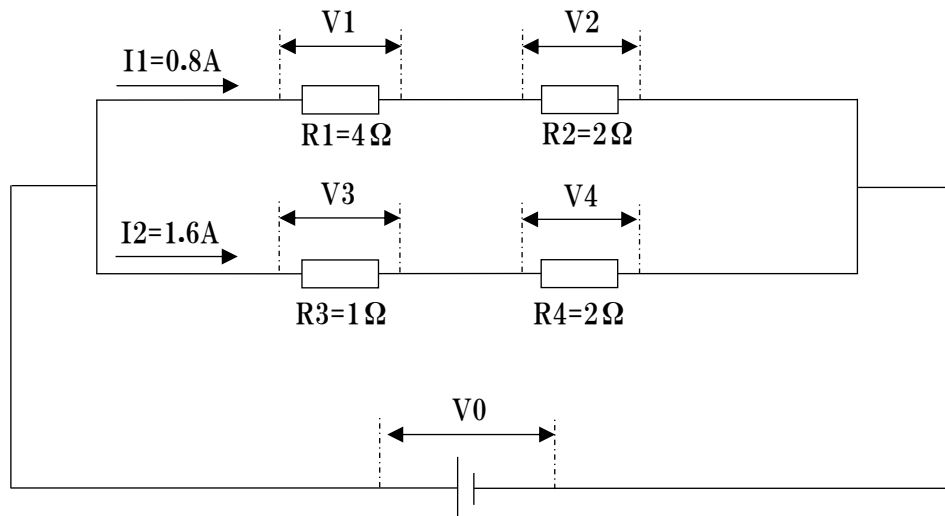 V1
V2
I1=0.8A
R1=4Ω
R2=2Ω
V3
V4
I2=1.6A
R3=1Ω
R4=2Ω
V0